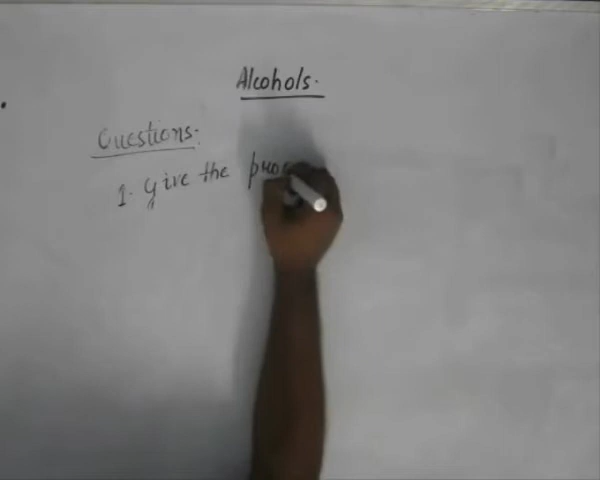 Alcohols.
Questions:
1. Give the